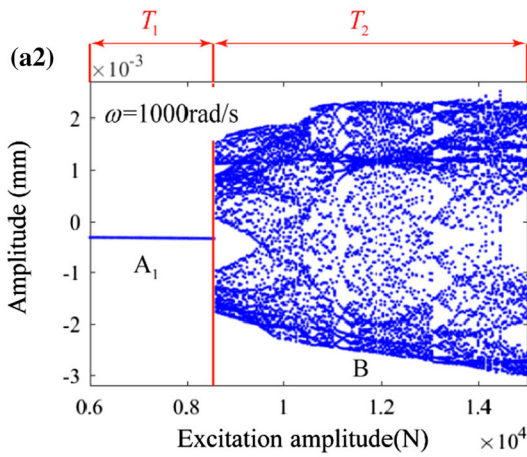 T₁ T₂
(a2)
×10⁻³
ω=1000rad/s
2
1
0
-1
-2
-3
Amplitude (mm)
A₁
B
0.6 0.8 1 1.2 1.4
×10⁴
Excitation amplitude(N)